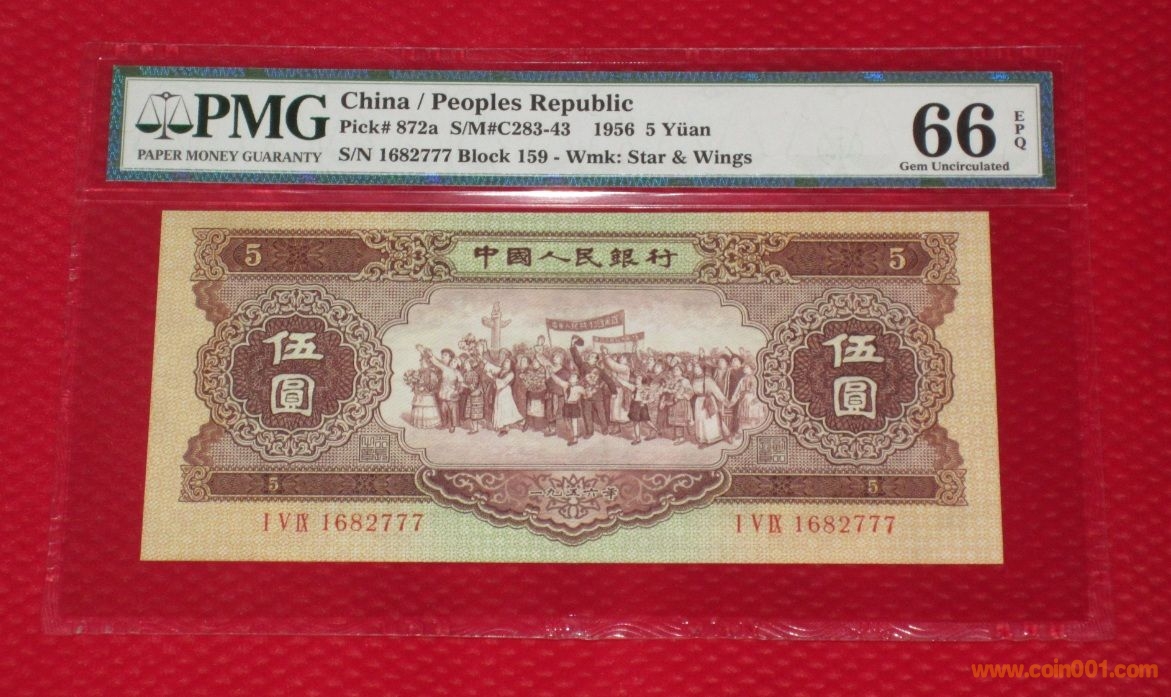 PMG
PAPER MONEY GUARANTY
China / Peoples Republic
Pick# 872a S/M#C283-43 1956 5 Yüan
S/N 1682777 Block 159 - Wmk: Star & Wings
66
EPQ
Gem Uncirculated
5 中國人民銀行 5
伍圓 伍圓
5 一九五六年 5
I V IX 1682777 I V IX 1682777
www.coin001.com